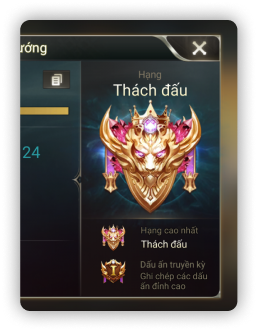 ướng
Hạng
Thách đấu
24
Hạng cao nhất
Thách đấu
I
Dấu ấn truyền kỳ
Ghi chép các dấu
ấn đỉnh cao